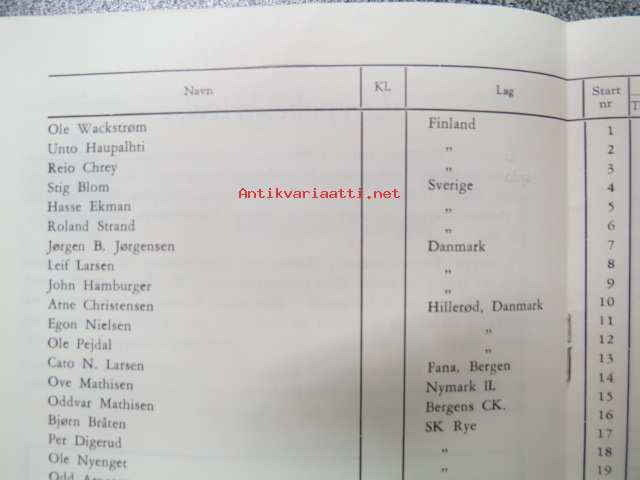 Navn KL Lag Start nr T
Ole Wackstrøm Finland 1
Unto Haupalhti „ 2
Reio Chrey „ 3
Stig Blom Sverige 4
Antikvariaatti.net
Hasse Ekman „ 5
Roland Strand „ 6
Jørgen B. Jørgensen Danmark 7
Leif Larsen „ 8
John Hamburger „ 9
Arne Christensen Hillerød, Danmark 10
Egon Nielsen „ 11
Ole Pejdal „ 12
Cato N. Larsen Fana, Bergen 13
Ove Mathisen Nymark IL 14
Oddvar Mathisen Bergens CK. 15
Bjørn Bråten SK Rye 16
Per Digerud „ 17
Ole Nyenget „ 18
Odd 19